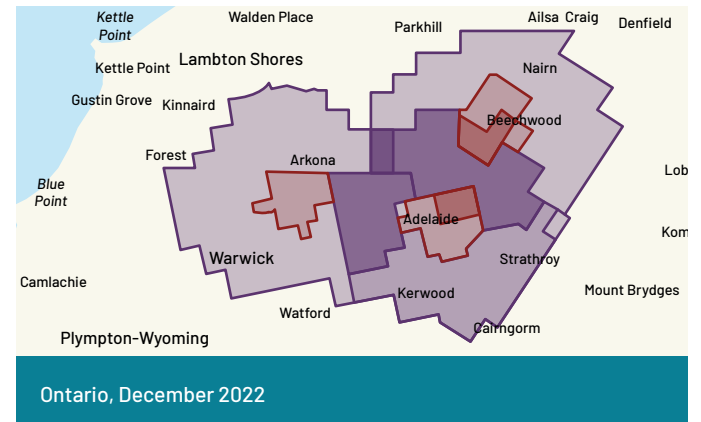 Kettle
Point
Walden Place
Ailsa Craig
Parkhill
Denfield
Lambton Shores
Kettle Point
Nairn
Gustin Grove
Kinnaird
Beechwood
Forest
Arkona
Lob
Blue
Point
Adelaide
Kom
Warwick
Strathroy
Camlachie
Kerwood
Mount Brydges
Watford
Cairngorm
Plympton-Wyoming
Ontario, December 2022